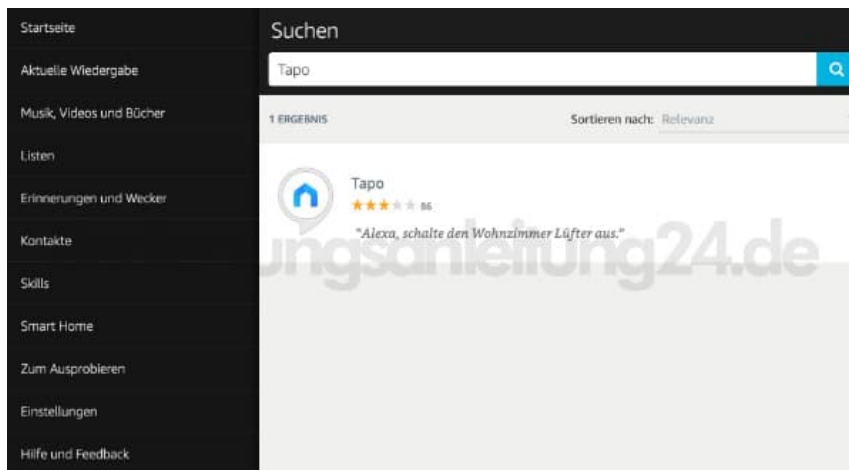 Startseite
Aktuelle Wiedergabe
Musik, Videos und Bücher
Listen
Erinnerungen und Wecker
Kontakte
Skills
Smart Home
Zum Ausprobieren
Einstellungen
Hilfe und Feedback
Suchen
Tapo
1 ERGEBNIS
Sortieren nach: Relevanz
Tapo
86
"Alexa, schalte den Wohnzimmer Lüfter aus."
ungsanleitung24.de